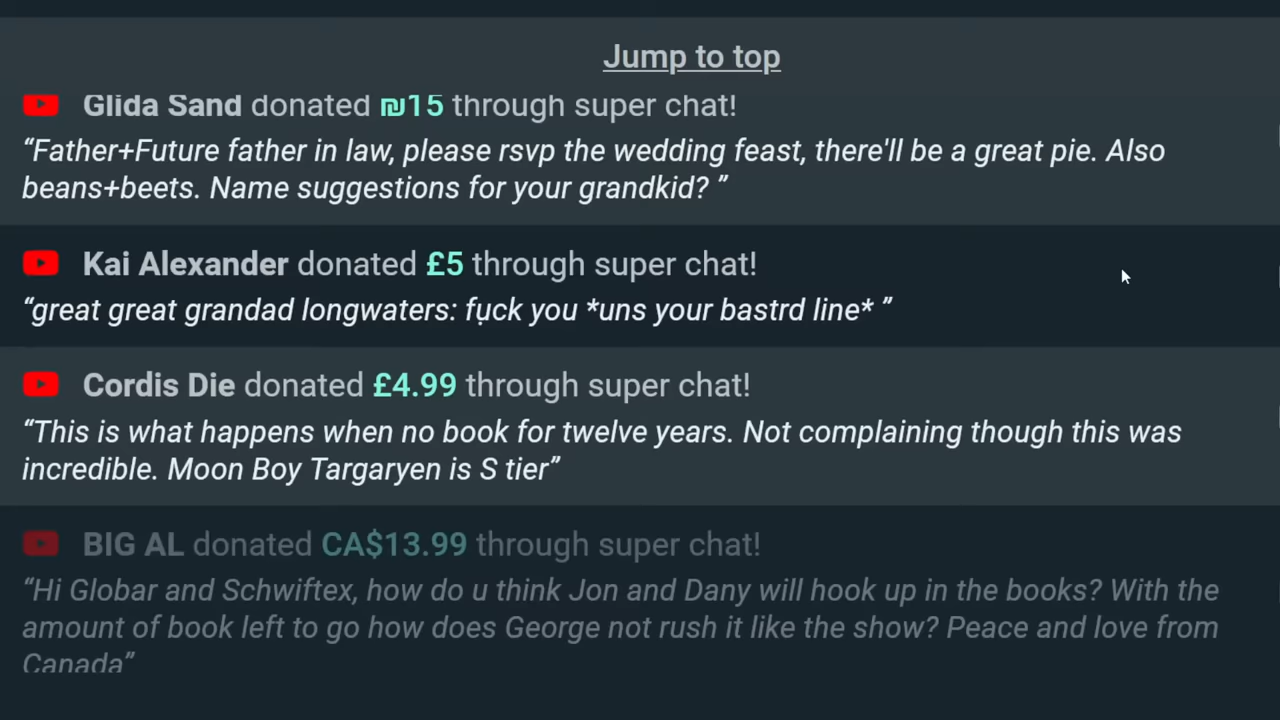 Jump to top
Glida Sand donated ₪15 through super chat!
“Father+Future father in law, please rsvp the wedding feast, there'll be a great pie. Also
beans+beets. Name suggestions for your grandkid? ”
Kai Alexander donated £5 through super chat!
“great great grandad longwaters: fụck you *uns your bastrd line* ”
Cordis Die donated £4.99 through super chat!
“This is what happens when no book for twelve years. Not complaining though this was
incredible. Moon Boy Targaryen is S tier”
BIG AL donated CA$13.99 through super chat!
“Hi Globar and Schwiftex, how do u think Jon and Dany will hook up in the books? With the
amount of book left to go how does George not rush it like the show? Peace and love from
Canada”